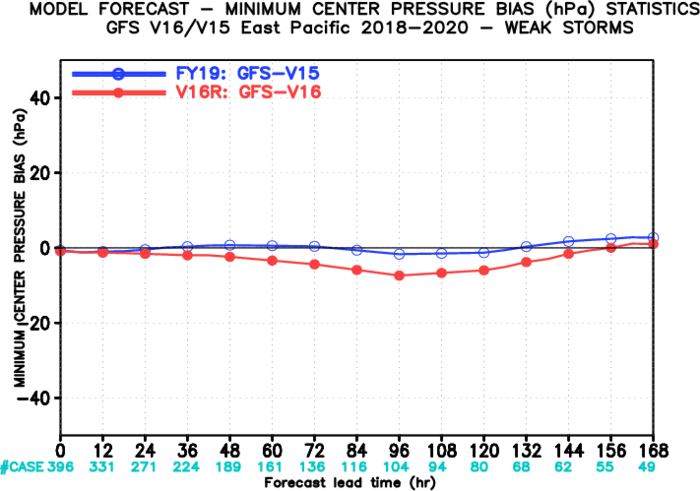 MODEL FORECAST − MINIMUM CENTER PRESSURE BIAS (hPa) STATISTICS
GFS V16/V15 East Pacific 2018−2020 − WEAK STORMS
FY19: GFS−V15
V16R: GFS−V16
MINIMUM CENTER PRESSURE BIAS (hPa)
40
20
0
−20
−40
0 12 24 36 48 60 72 84 96 108 120 132 144 156 168
#CASE 396 331 271 224 189 161 136 116 104 94 80 68 62 55 49
Forecast lead time (hr)